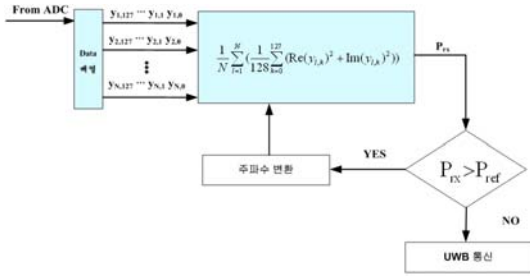 From ADC
Data
배열
y1,127 ... y1,1 y1,0
y2,127 ... y2,1 y2,0
⋮
yN,127 ... yN,1 yN,0
1/N ∑_{l=1}^{N} (1/128 ∑_{k=0}^{127} (Re(y_{l,k})² + Im(y_{l,k})²))
Prx
YES
주파수 변환
Prx>Pref
NO
UWB 통신